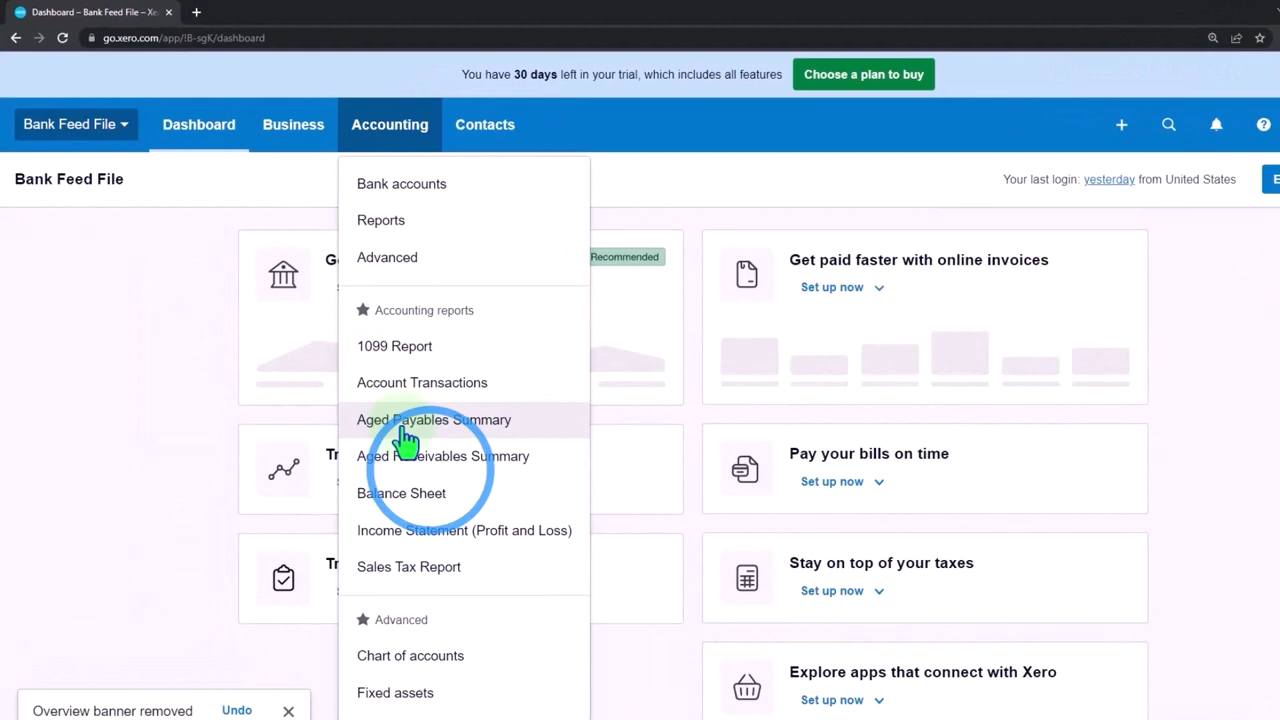 Dashboard – Bank Feed File – Xe
go.xero.com/app/!B-sgK/dashboard
You have 30 days left in your trial, which includes all features
Choose a plan to buy
Bank Feed File
Dashboard
Business
Accounting
Contacts
Bank Feed File
Your last login: yesterday from United States
Bank accounts
Reports
Advanced
Recommended
Accounting reports
1099 Report
Account Transactions
Aged Payables Summary
Aged Receivables Summary
Balance Sheet
Income Statement (Profit and Loss)
Sales Tax Report
Advanced
Chart of accounts
Fixed assets
Get paid faster with online invoices
Set up now
Pay your bills on time
Set up now
Stay on top of your taxes
Set up now
Explore apps that connect with Xero
Set up now
Overview banner removed
Undo